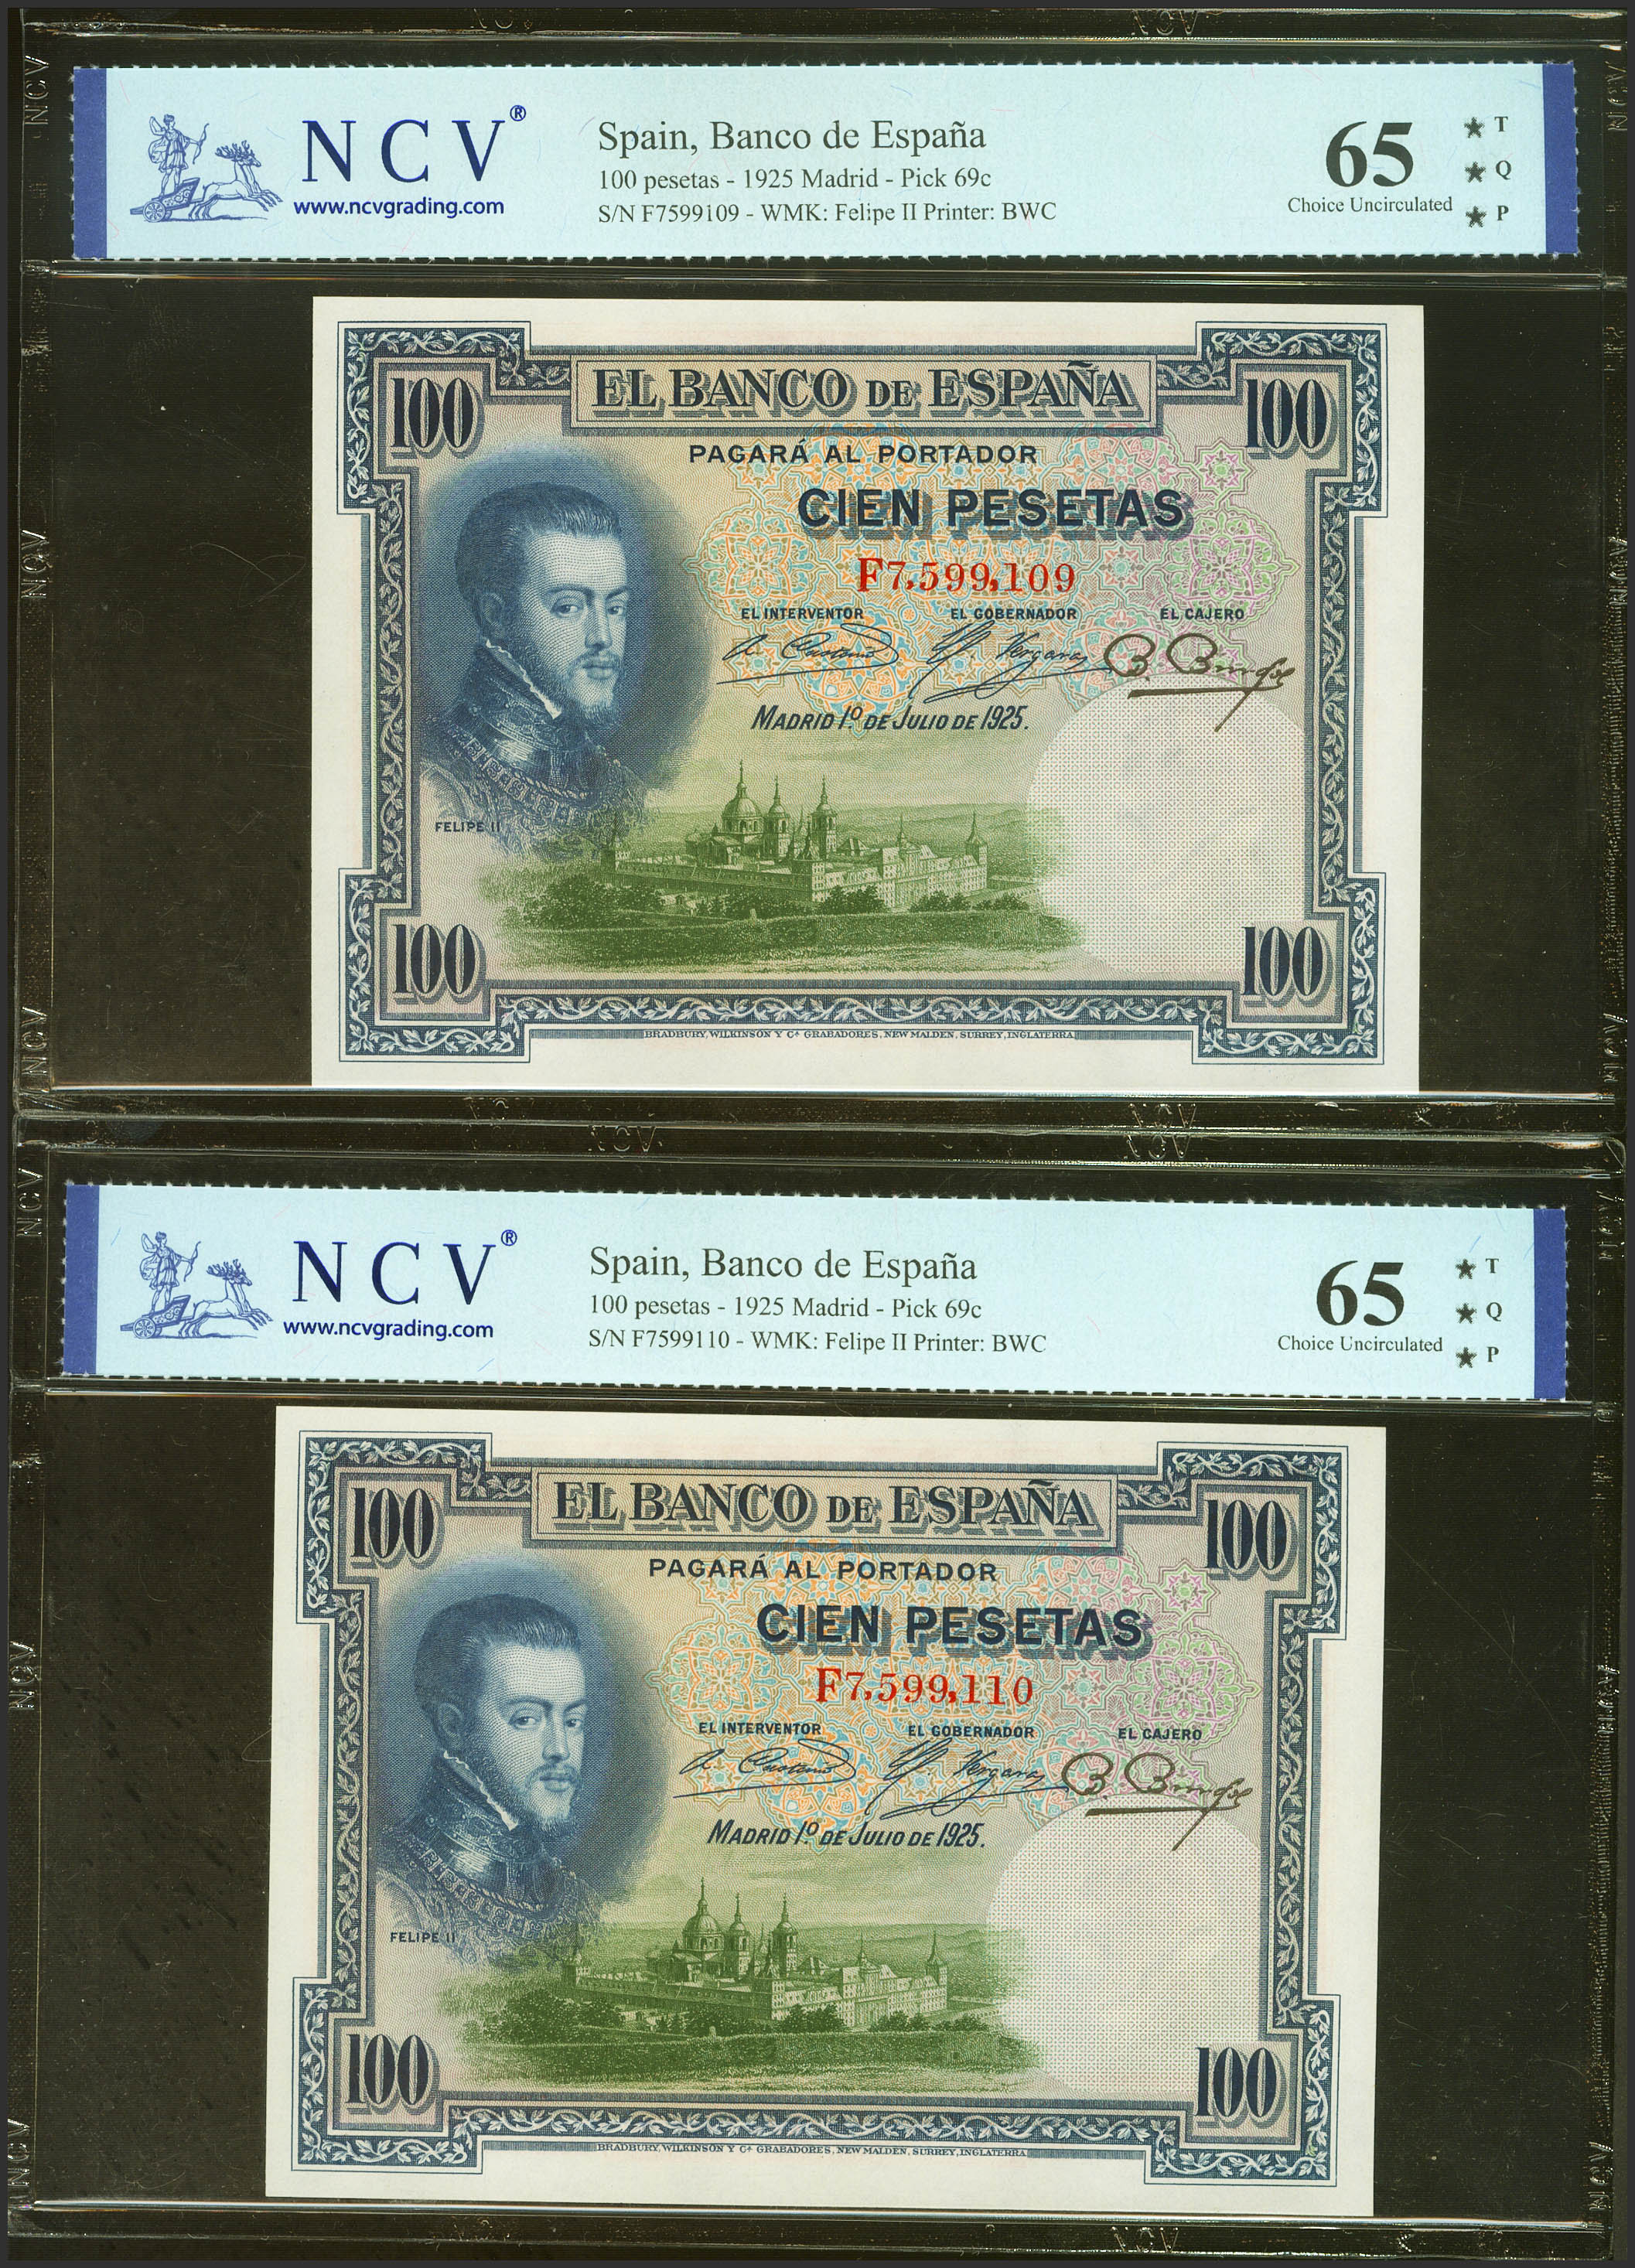 NCV®
www.ncvgrading.com
Spain, Banco de España
100 pesetas - 1925 Madrid - Pick 69c
S/N F7599109 - WMK: Felipe II Printer: BWC
65
Choice Uncirculated
★ T
★ Q
★ P
100 EL BANCO DE ESPAÑA 100
PAGARÁ AL PORTADOR
CIEN PESETAS
F7,599,109
EL INTERVENTOR EL GOBERNADOR EL CAJERO
MADRID 1º DE JULIO DE 1925.
FELIPE II
100 100
BRADBURY, WILKINSON Y Cª GRABADORES, NEW MALDEN, SURREY, INGLATERRA
NCV®
www.ncvgrading.com
Spain, Banco de España
100 pesetas - 1925 Madrid - Pick 69c
S/N F7599110 - WMK: Felipe II Printer: BWC
65
Choice Uncirculated
★ T
★ Q
★ P
100 EL BANCO DE ESPAÑA 100
PAGARÁ AL PORTADOR
CIEN PESETAS
F7,599,110
EL INTERVENTOR EL GOBERNADOR EL CAJERO
MADRID 1º DE JULIO DE 1925.
FELIPE II
100 100
BRADBURY, WILKINSON Y Cª GRABADORES, NEW MALDEN, SURREY, INGLATERRA